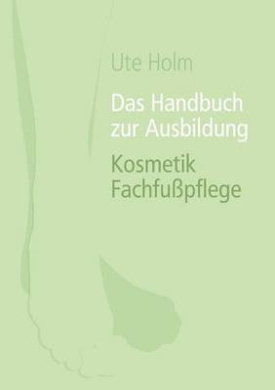 Ute Holm
Das Handbuch
zur Ausbildung
Kosmetik
Fachfußpflege